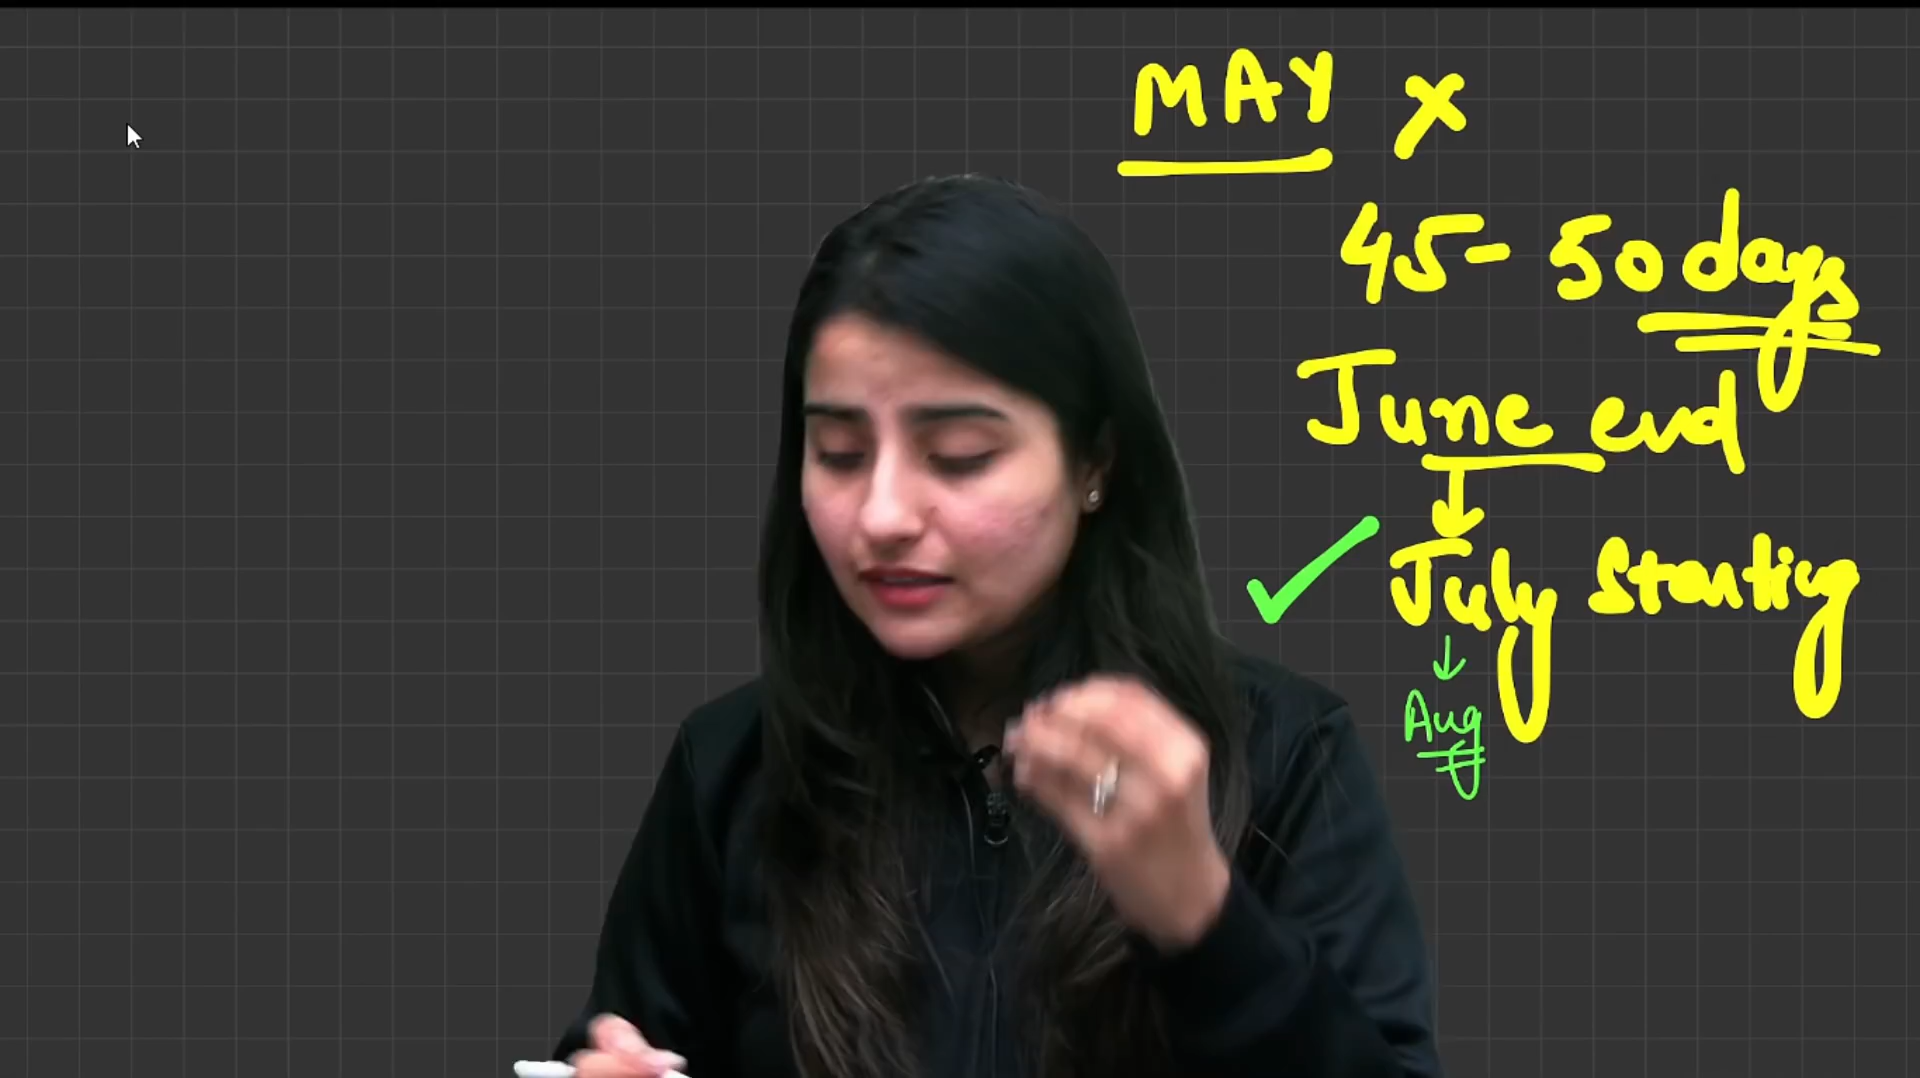 MAY x
45-50 days
June end
↓
✓ July Starting
↓
Aug